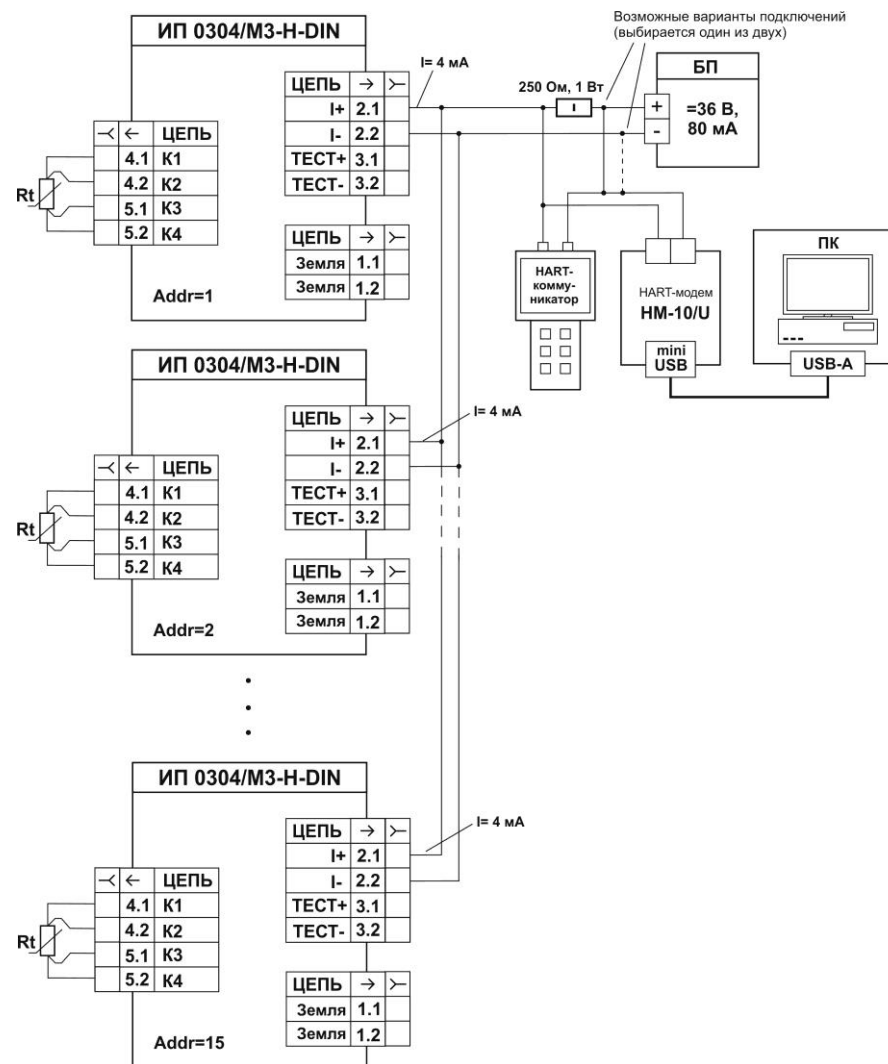 Возможные варианты подключений
(выбирается один из двух)
ИП 0304/М3-Н-DIN
I= 4 мА
250 Ом, 1 Вт
БП
+
-
=36 В,
80 мА
ЦЕПЬ → ≻
I+ 2.1
I- 2.2
ТЕСТ+ 3.1
ТЕСТ- 3.2
≺ ← ЦЕПЬ
4.1 К1
4.2 К2
5.1 К3
5.2 К4
Rt
ЦЕПЬ → ≻
Земля 1.1
Земля 1.2
Addr=1
HART-
комму-
никатор
HART-модем
НМ-10/U
mini
USB
ПК
USB-A
ИП 0304/М3-Н-DIN
I= 4 мА
ЦЕПЬ → ≻
I+ 2.1
I- 2.2
ТЕСТ+ 3.1
ТЕСТ- 3.2
≺ ← ЦЕПЬ
4.1 К1
4.2 К2
5.1 К3
5.2 К4
Rt
ЦЕПЬ → ≻
Земля 1.1
Земля 1.2
Addr=2
ИП 0304/М3-Н-DIN
I= 4 мА
ЦЕПЬ → ≻
I+ 2.1
I- 2.2
ТЕСТ+ 3.1
ТЕСТ- 3.2
≺ ← ЦЕПЬ
4.1 К1
4.2 К2
5.1 К3
5.2 К4
Rt
ЦЕПЬ → ≻
Земля 1.1
Земля 1.2
Addr=15